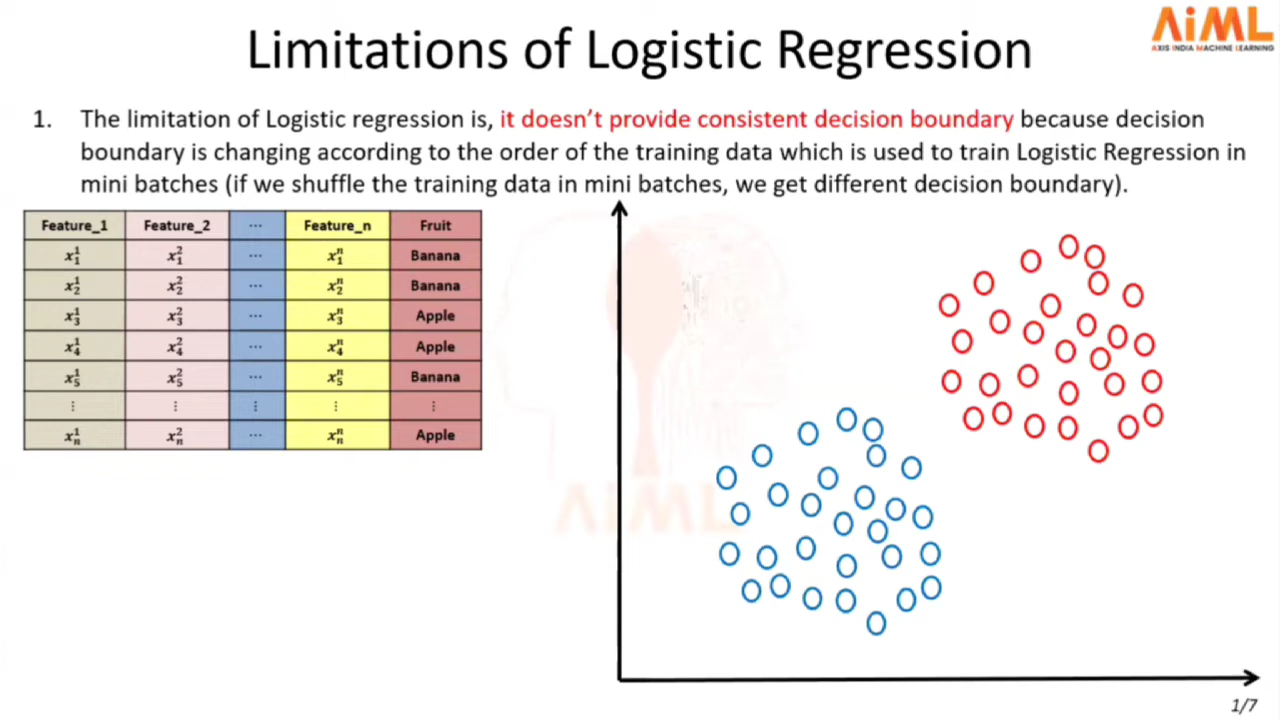 AiML
AXIS INDIA MACHINE LEARNING
Limitations of Logistic Regression
1. The limitation of Logistic regression is, it doesn’t provide consistent decision boundary because decision
boundary is changing according to the order of the training data which is used to train Logistic Regression in
mini batches (if we shuffle the training data in mini batches, we get different decision boundary).
Feature_1 Feature_2 ... Feature_n Fruit
x₁¹ x₁² ... x₁ⁿ Banana
x₂¹ x₂² ... x₂ⁿ Banana
x₃¹ x₃² ... x₃ⁿ Apple
x₄¹ x₄² ... x₄ⁿ Apple
x₅¹ x₅² ... x₅ⁿ Banana
⋮ ⋮ ⋮ ⋮ ⋮
xₙ¹ xₙ² ... xₙⁿ Apple
AiML
1/7